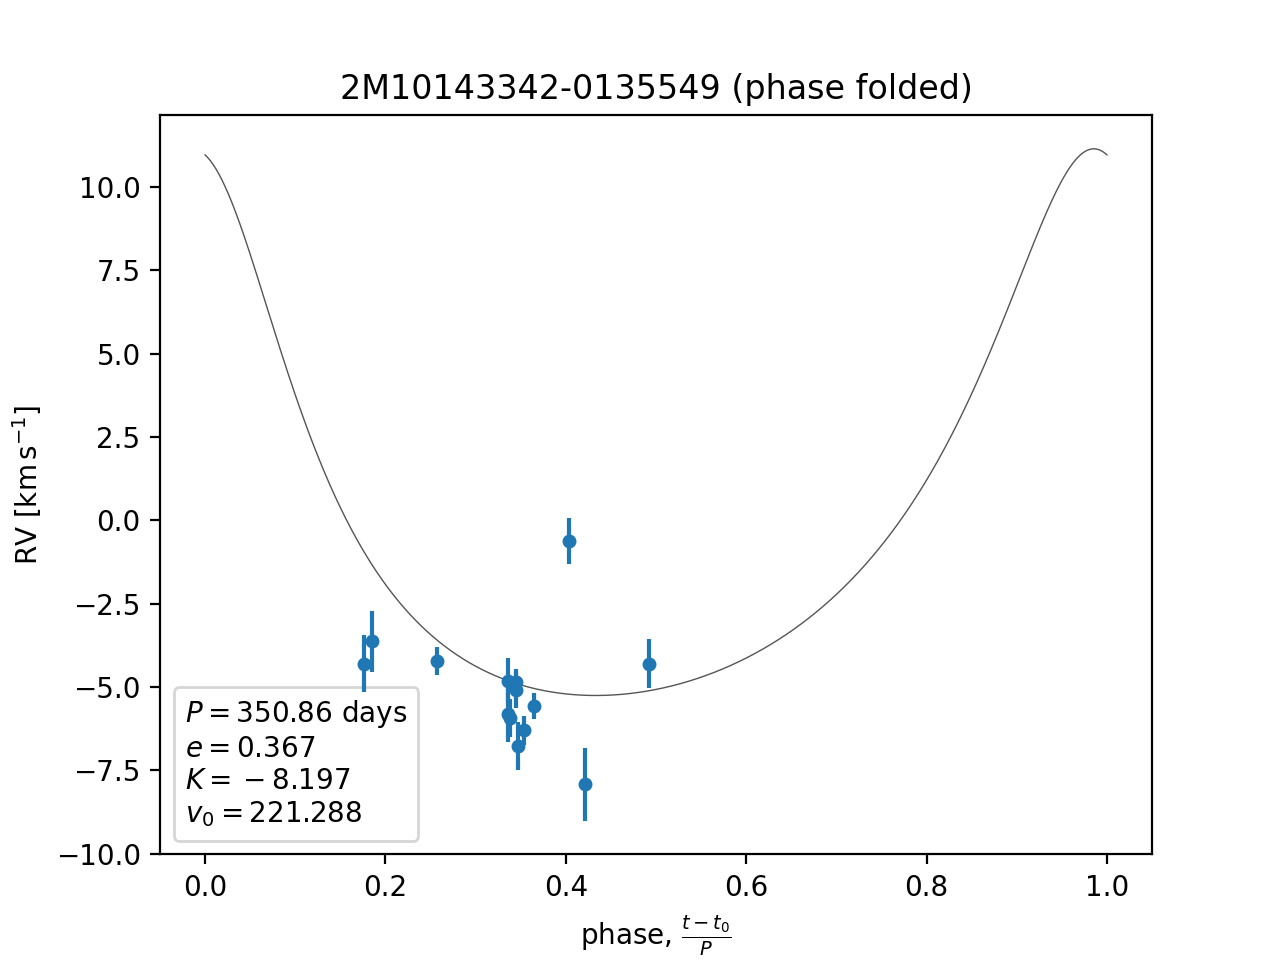 2M10143342-0135549 (phase folded)
RV [km s⁻¹]
10.0
7.5
5.0
2.5
0.0
−2.5
−5.0
−7.5
−10.0
P = 350.86 days
e = 0.367
K = −8.197
v₀ = 221.288
0.0 0.2 0.4 0.6 0.8 1.0
phase, (t − t₀)/P